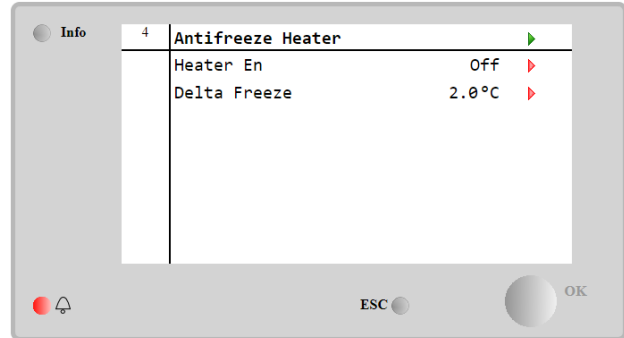 Info
4
Antifreeze Heater
Heater En Off
Delta Freeze 2.0°C
ESC
OK